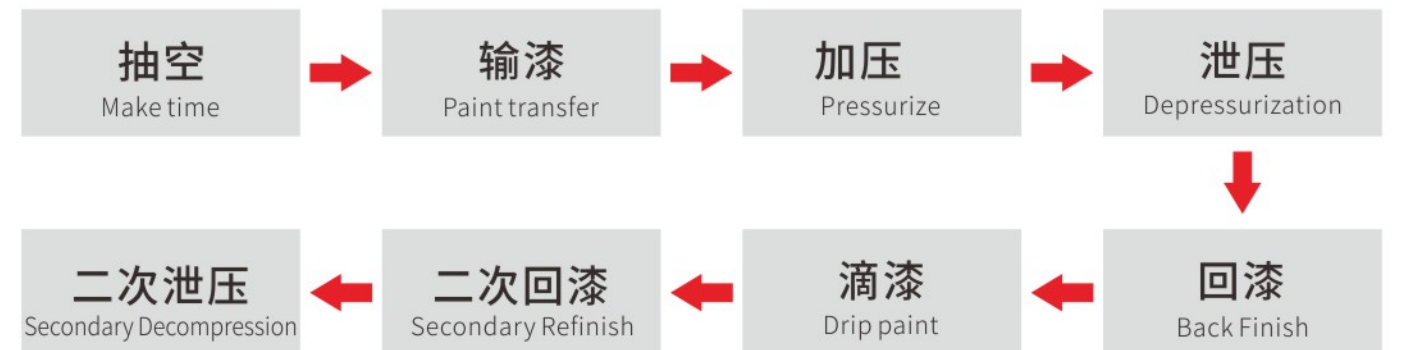 抽空
Make time
输漆
Paint transfer
加压
Pressurize
泄压
Depressurization
回漆
Back Finish
滴漆
Drip paint
二次回漆
Secondary Refinish
二次泄压
Secondary Decompression